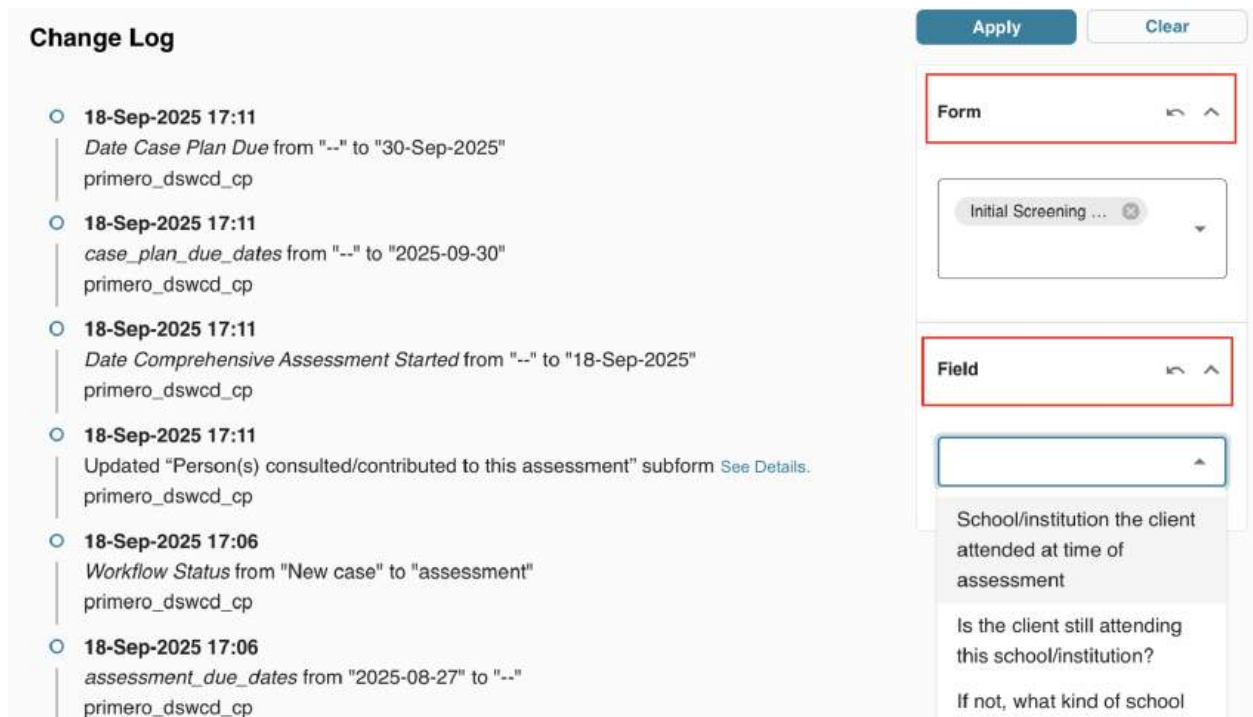 Change Log
18-Sep-2025 17:11
Date Case Plan Due from "--" to "30-Sep-2025"
primero_dswcd_cp
18-Sep-2025 17:11
case_plan_due_dates from "--" to "2025-09-30"
primero_dswcd_cp
18-Sep-2025 17:11
Date Comprehensive Assessment Started from "--" to "18-Sep-2025"
primero_dswcd_cp
18-Sep-2025 17:11
Updated “Person(s) consulted/contributed to this assessment” subform See Details.
primero_dswcd_cp
18-Sep-2025 17:06
Workflow Status from "New case" to "assessment"
primero_dswcd_cp
18-Sep-2025 17:06
assessment_due_dates from "2025-08-27" to "--"
primero_dswcd_cp
Apply
Clear
Form
Initial Screening ...
Field
School/institution the client
attended at time of
assessment
Is the client still attending
this school/institution?
If not, what kind of school